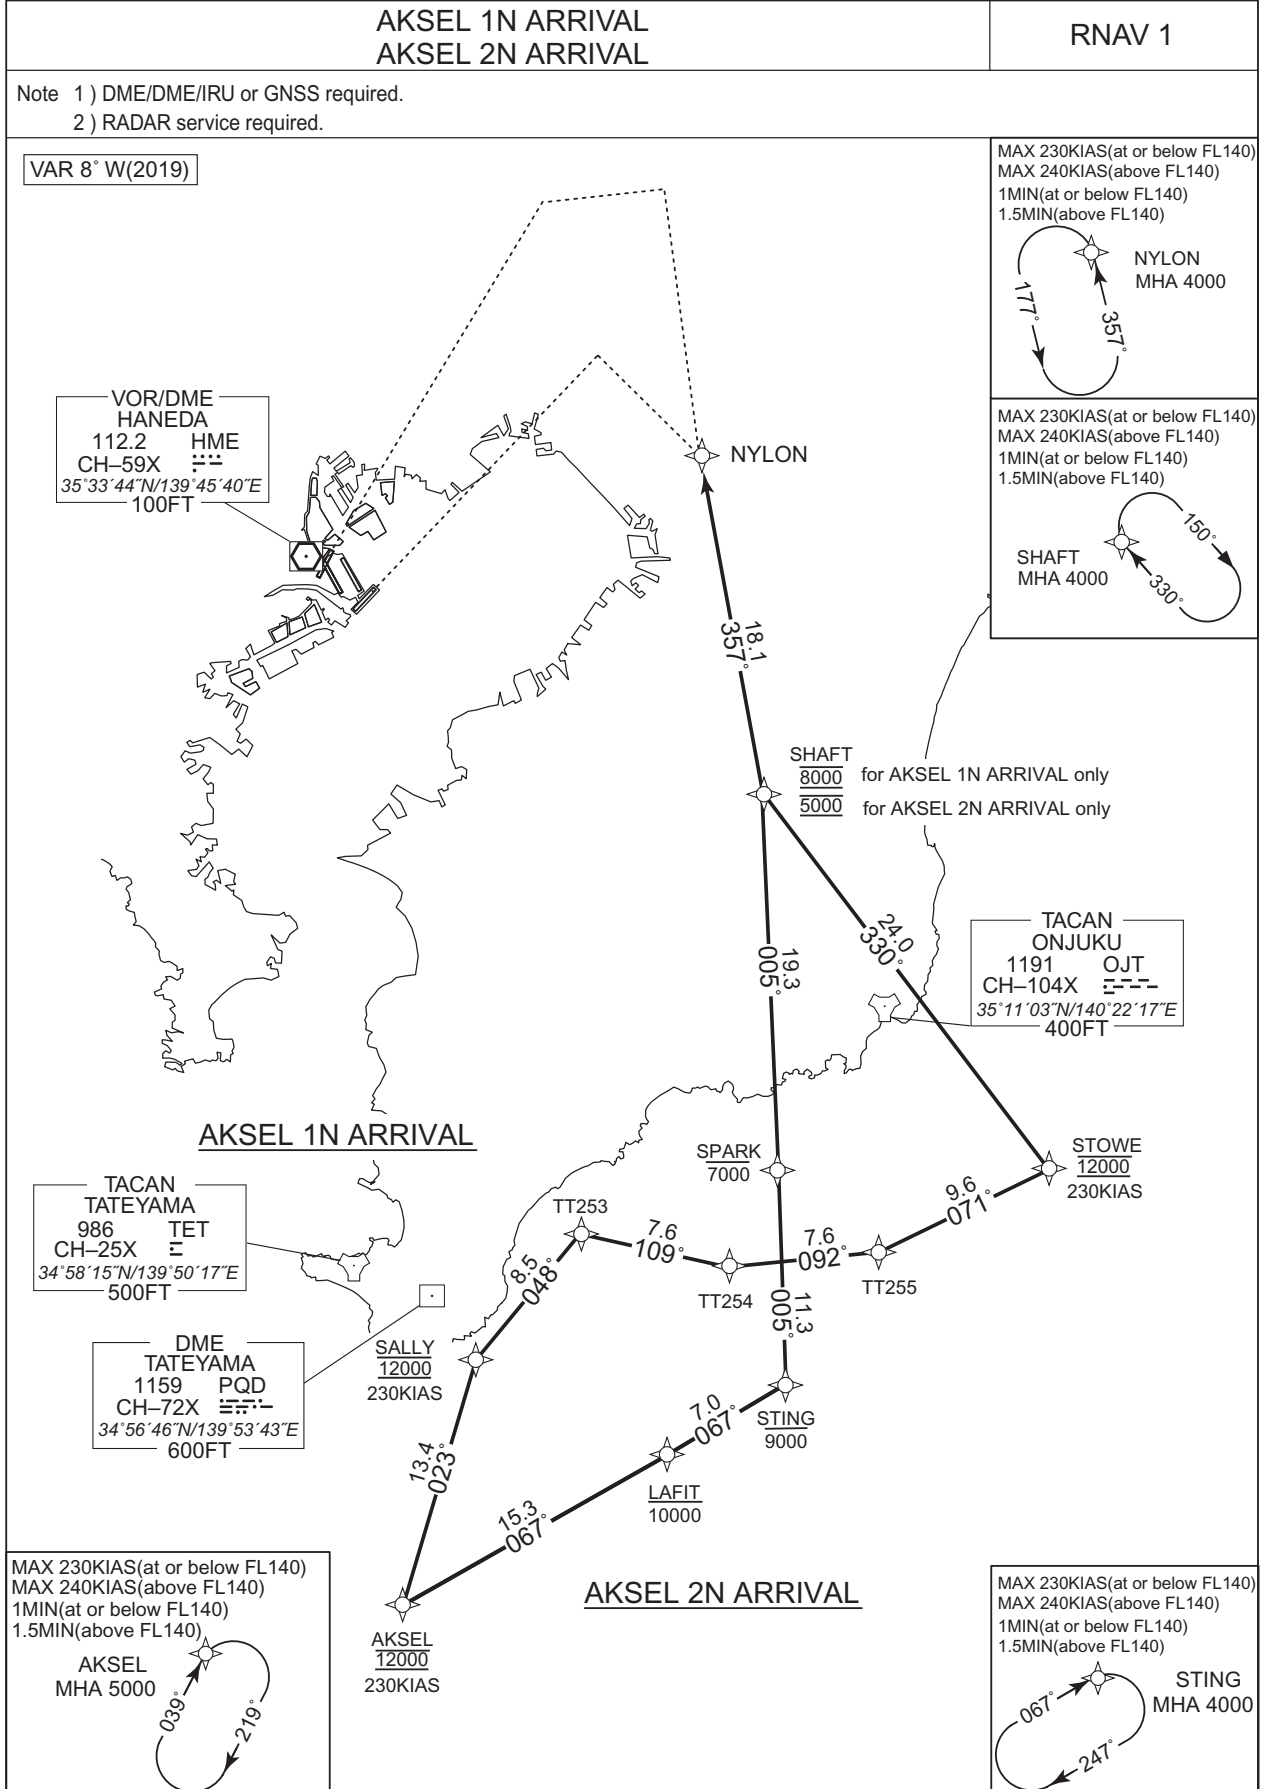 AKSEL 1N ARRIVAL
AKSEL 2N ARRIVAL
RNAV 1
Note 1 ) DME/DME/IRU or GNSS required.
2 ) RADAR service required.
VAR 8° W(2019)
MAX 230KIAS(at or below FL140)
MAX 240KIAS(above FL140)
1MIN(at or below FL140)
1.5MIN(above FL140)
NYLON
MHA 4000
177°
357°
MAX 230KIAS(at or below FL140)
MAX 240KIAS(above FL140)
1MIN(at or below FL140)
1.5MIN(above FL140)
SHAFT
MHA 4000
150°
330°
VOR/DME
HANEDA
112.2 HME
CH–59X
35°33´44˝N/139°45´40˝E
100FT
NYLON
18.1
357°
SHAFT
8000 for AKSEL 1N ARRIVAL only
5000 for AKSEL 2N ARRIVAL only
24.0
330°
19.3
005°
TACAN
ONJUKU
1191 OJT
CH–104X
35°11´03˝N/140°22´17˝E
400FT
AKSEL 1N ARRIVAL
SPARK
7000
STOWE
12000
230KIAS
TACAN
TATEYAMA
986 TET
CH–25X
34°58´15˝N/139°50´17˝E
500FT
TT253
7.6
109°
TT254
7.6
092°
TT255
9.6
071°
8.5
048°
11.3
005°
DME
TATEYAMA
1159 PQD
CH–72X
34°56´46˝N/139°53´43˝E
600FT
SALLY
12000
230KIAS
STING
9000
7.0
067°
LAFIT
10000
13.4
023°
15.3
067°
AKSEL 2N ARRIVAL
AKSEL
12000
230KIAS
MAX 230KIAS(at or below FL140)
MAX 240KIAS(above FL140)
1MIN(at or below FL140)
1.5MIN(above FL140)
AKSEL
MHA 5000
039°
219°
MAX 230KIAS(at or below FL140)
MAX 240KIAS(above FL140)
1MIN(at or below FL140)
1.5MIN(above FL140)
STING
MHA 4000
067°
247°